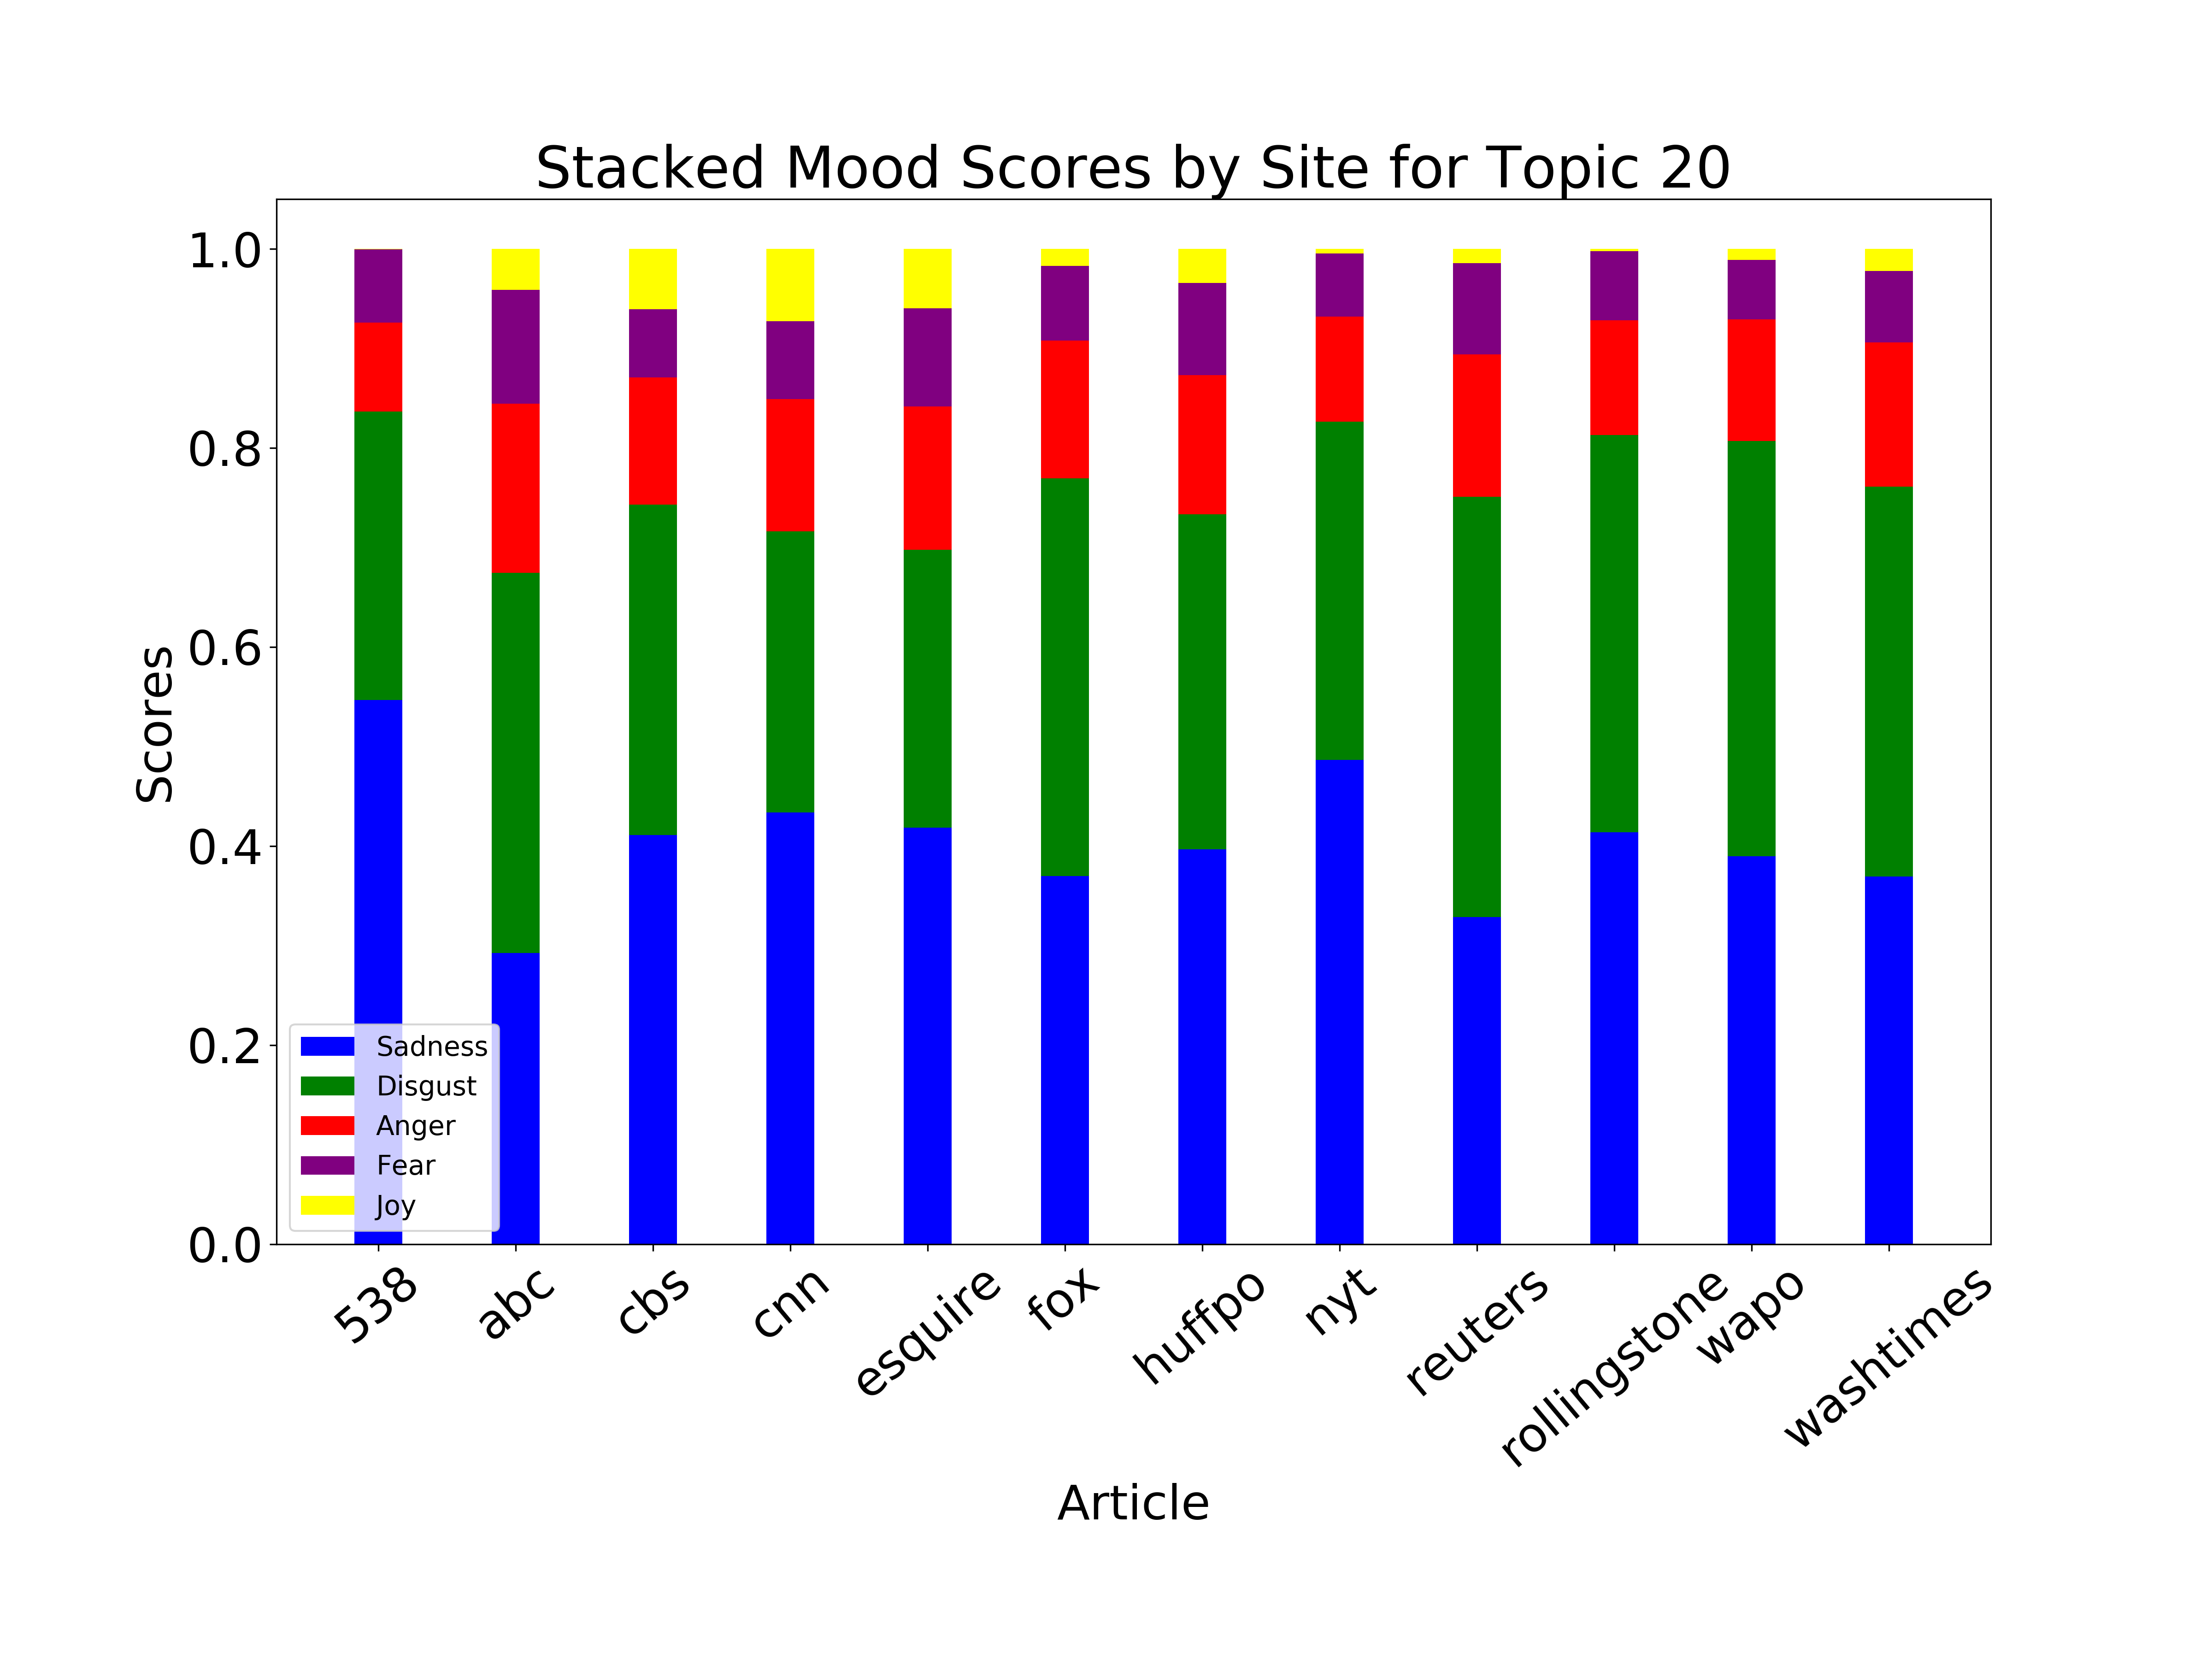 Stacked Mood Scores by Site for Topic 20
1.0
0.8
0.6
0.4
0.2
0.0
Scores
Sadness
Disgust
Anger
Fear
Joy
538
abc
cbs
cnn
esquire
fox
huffpo
nyt
reuters
rollingstone
wapo
washtimes
Article